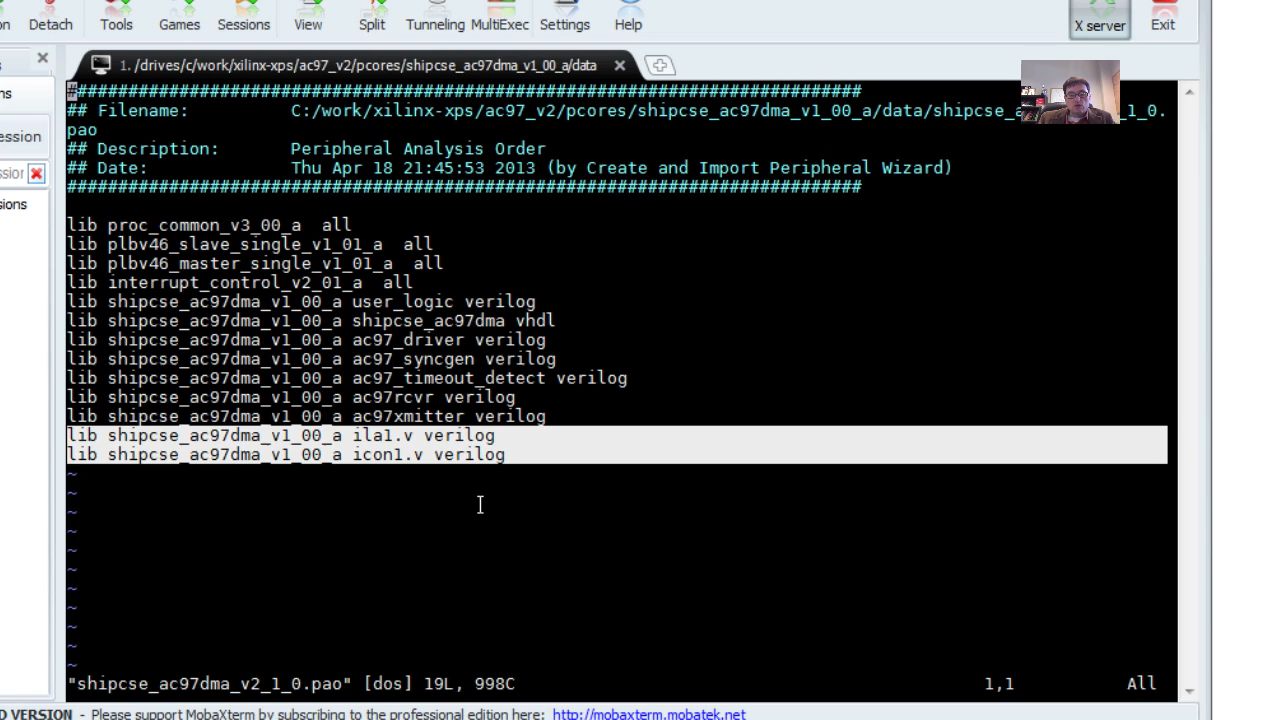 Detach Tools Games Sessions View Split Tunneling MultiExec Settings Help X server Exit
1. /drives/c/work/xilinx-xps/ac97_v2/pcores/shipcse_ac97dma_v1_00_a/data
################################################################################
## Filename: C:/work/xilinx-xps/ac97_v2/pcores/shipcse_ac97dma_v1_00_a/data/shipcse_a 1_0.
pao
## Description: Peripheral Analysis Order
## Date: Thu Apr 18 21:45:53 2013 (by Create and Import Peripheral Wizard)
################################################################################
lib proc_common_v3_00_a all
lib plbv46_slave_single_v1_01_a all
lib plbv46_master_single_v1_01_a all
lib interrupt_control_v2_01_a all
lib shipcse_ac97dma_v1_00_a user_logic verilog
lib shipcse_ac97dma_v1_00_a shipcse_ac97dma vhdl
lib shipcse_ac97dma_v1_00_a ac97_driver verilog
lib shipcse_ac97dma_v1_00_a ac97_syncgen verilog
lib shipcse_ac97dma_v1_00_a ac97_timeout_detect verilog
lib shipcse_ac97dma_v1_00_a ac97rcvr verilog
lib shipcse_ac97dma_v1_00_a ac97xmitter verilog
lib shipcse_ac97dma_v1_00_a ila1.v verilog
lib shipcse_ac97dma_v1_00_a icon1.v verilog
~
~
~
~
~
~
~
~
~
~
~
"shipcse_ac97dma_v2_1_0.pao" [dos] 19L, 998C 1,1 All
VERSION - Please support MobaXterm by subscribing to the professional edition here: http://mobaxterm.mobatek.net